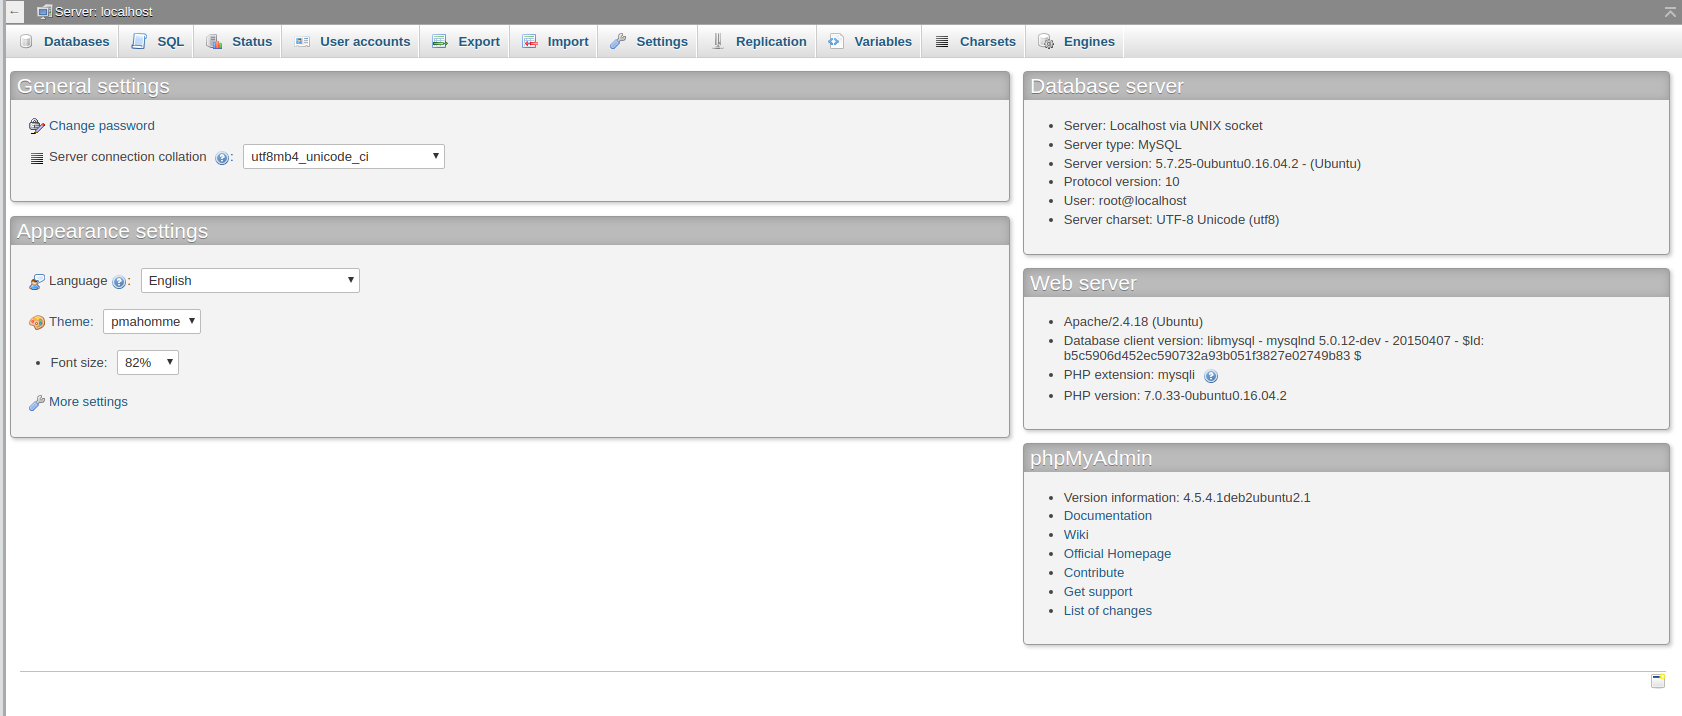 Server: localhost
Databases SQL Status User accounts Export Import Settings Replication Variables Charsets Engines
General settings
Change password
Server connection collation : utf8mb4_unicode_ci
Appearance settings
Language : English
Theme: pmahomme
Font size: 82%
More settings
Database server
Server: Localhost via UNIX socket
Server type: MySQL
Server version: 5.7.25-0ubuntu0.16.04.2 - (Ubuntu)
Protocol version: 10
User: root@localhost
Server charset: UTF-8 Unicode (utf8)
Web server
Apache/2.4.18 (Ubuntu)
Database client version: libmysql - mysqlnd 5.0.12-dev - 20150407 - $Id:
b5c5906d452ec590732a93b051f3827e02749b83 $
PHP extension: mysqli
PHP version: 7.0.33-0ubuntu0.16.04.2
phpMyAdmin
Version information: 4.5.4.1deb2ubuntu2.1
Documentation
Wiki
Official Homepage
Contribute
Get support
List of changes